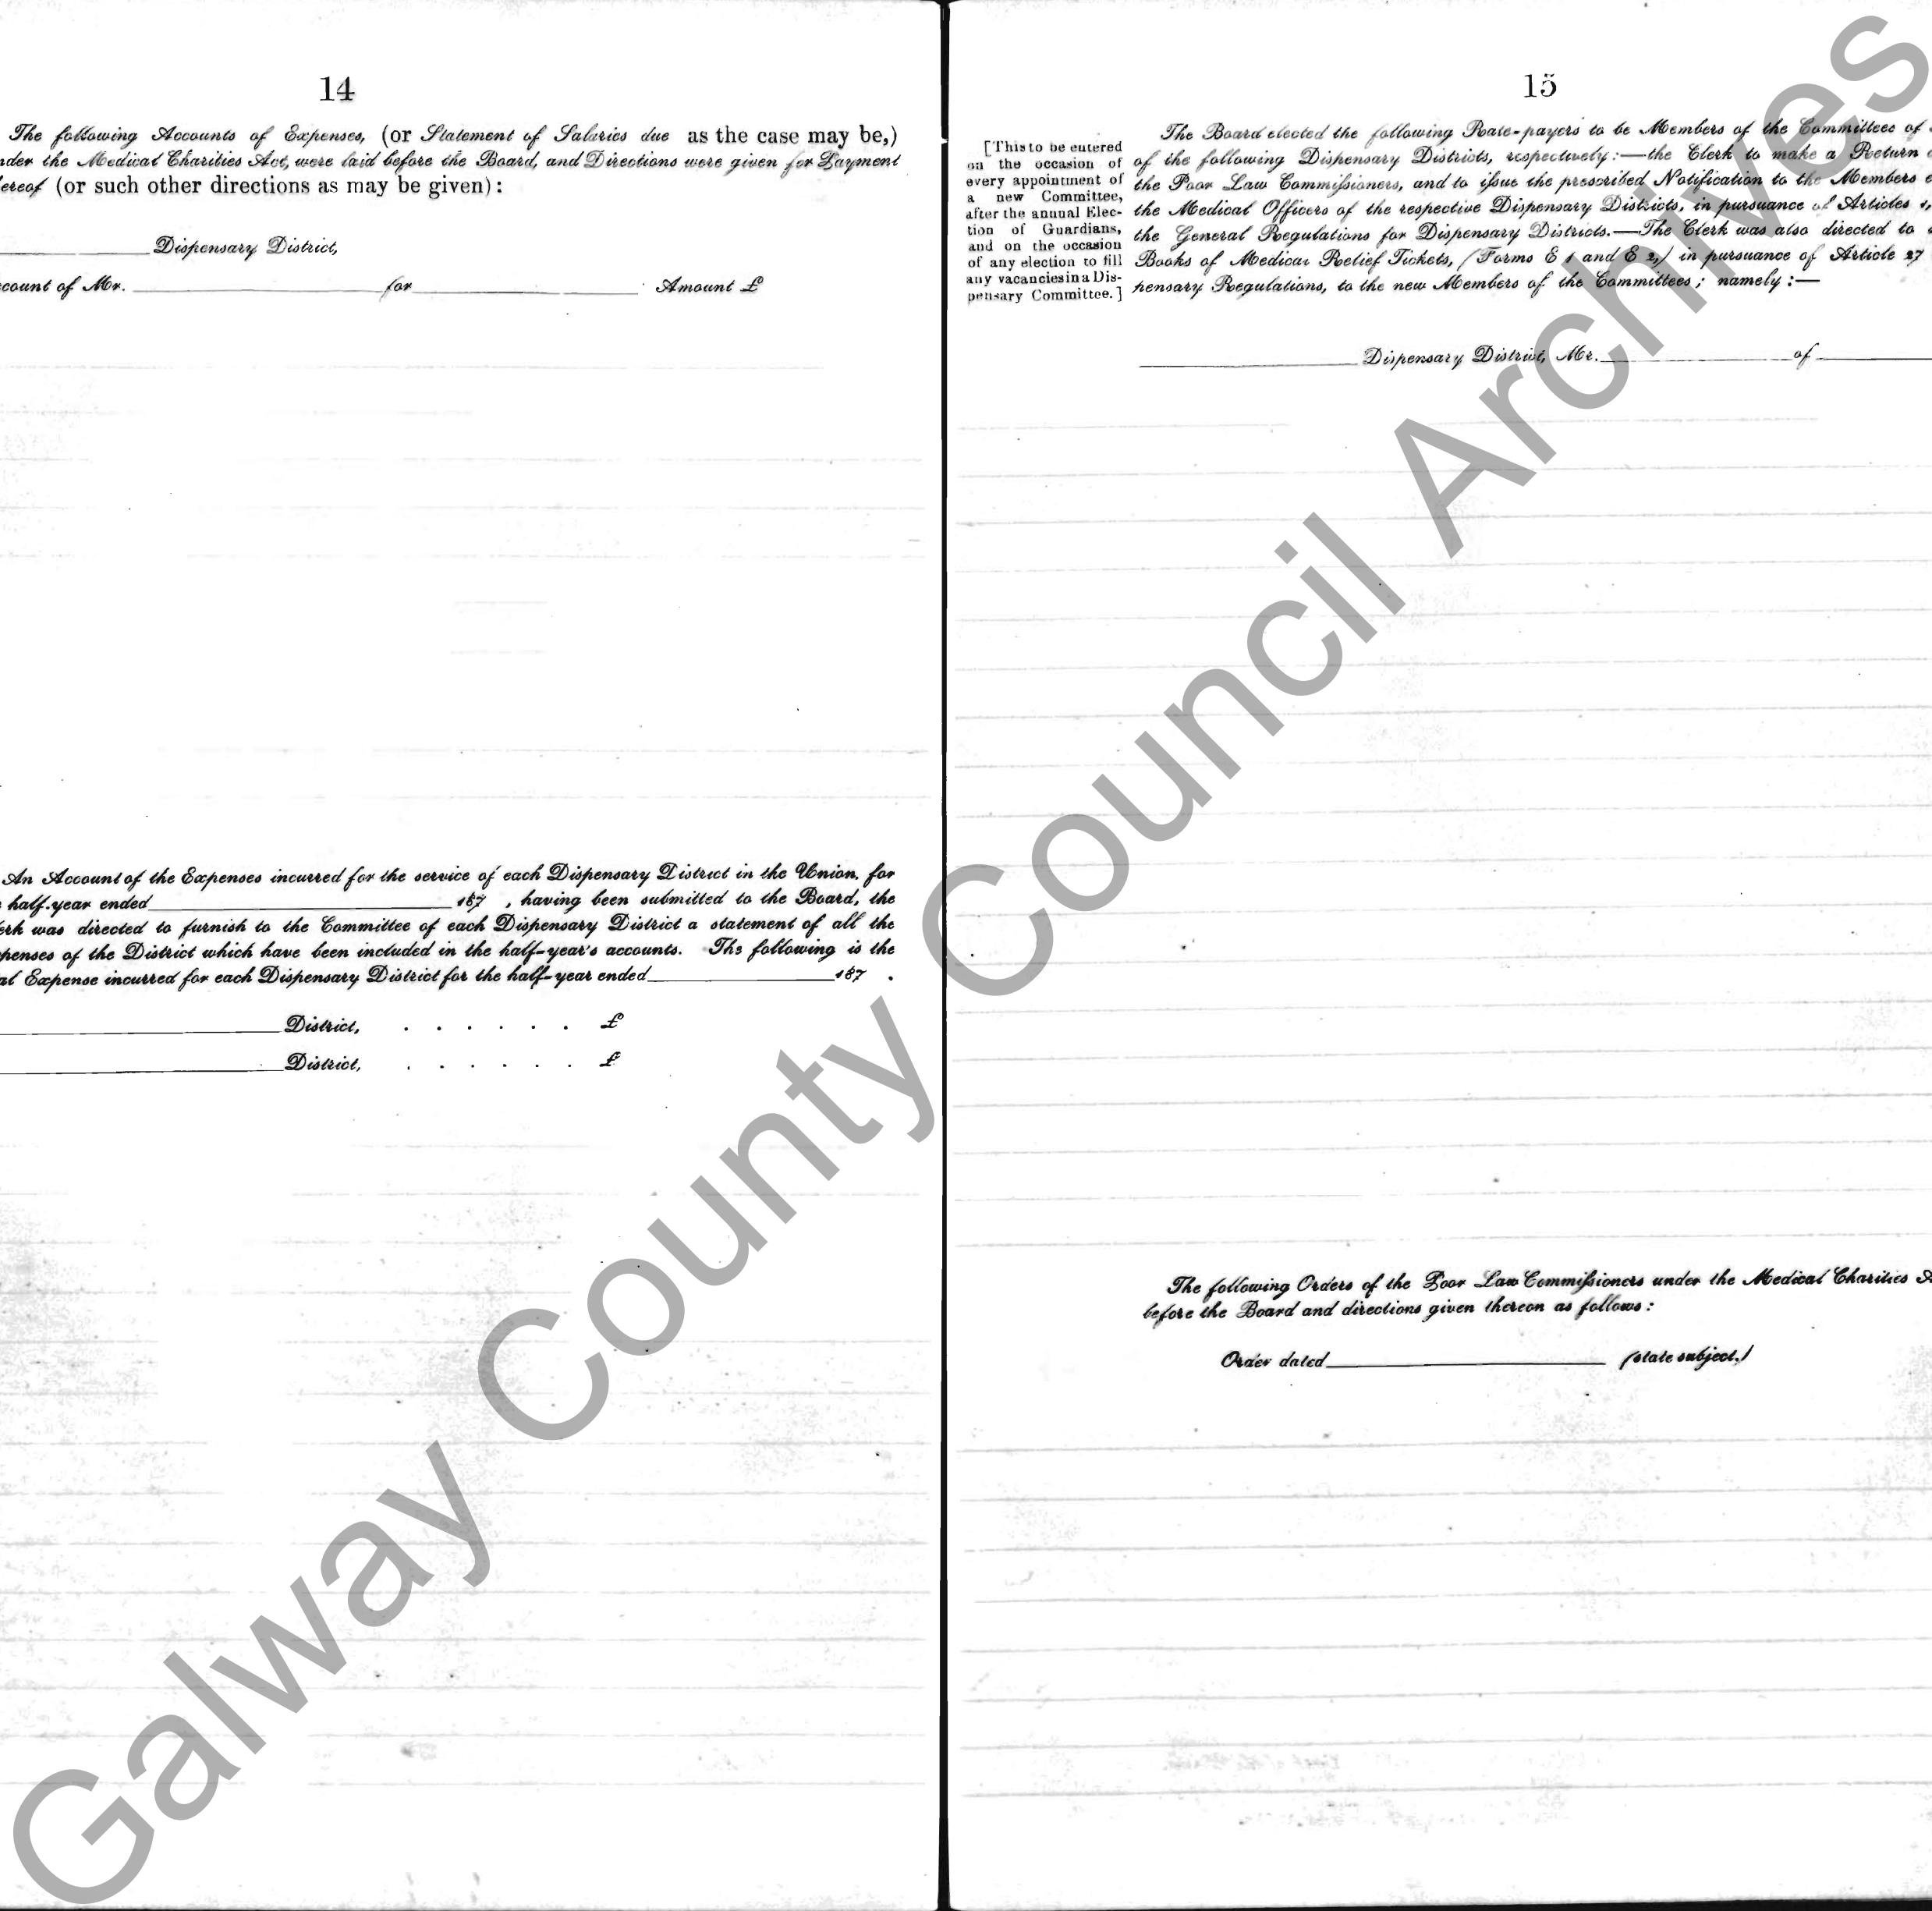 14
The following Accounts of Expenses, (or Statement of Salaries due as the case may be,)
nder the Medical Charities Act, were laid before the Board, and Directions were given for Payment
ereof (or such other directions as may be given):
Dispensary District,
count of Mr. for Amount £
An Account of the Expenses incurred for the service of each Dispensary District in the Union, for
half-year ended 187 , having been submitted to the Board, the
erk was directed to furnish to the Committee of each Dispensary District a statement of all the
penses of the District which have been included in the half-year's accounts. The following is the
al Expense incurred for each Dispensary District for the half-year ended 187 .
District, . . . . . . £
District, . . . . . . £
15
[This to be entered
on the occasion of
every appointment of
a new Committee,
after the annual Elec-
tion of Guardians,
and on the occasion
of any election to fill
any vacancies in a Dis-
pensary Committee.]
The Board elected the following Rate-payers to be Members of the Committees of
of the following Dispensary Districts, respectively:—the Clerk to make a Return
the Poor Law Commissioners, and to issue the prescribed Notification to the Members
the Medical Officers of the respective Dispensary Districts, in pursuance of Articles 1,
the General Regulations for Dispensary Districts.—The Clerk was also directed to
Books of Medical Relief Tickets, (Forms E 1 and E 2,) in pursuance of Article 27
pensary Regulations, to the new Members of the Committees; namely:—
Dispensary District, Mr. of
The following Orders of the Poor Law Commissioners under the Medical Charities A
before the Board and directions given thereon as follows:
Order dated (state subject.)
Galway County Council Archives